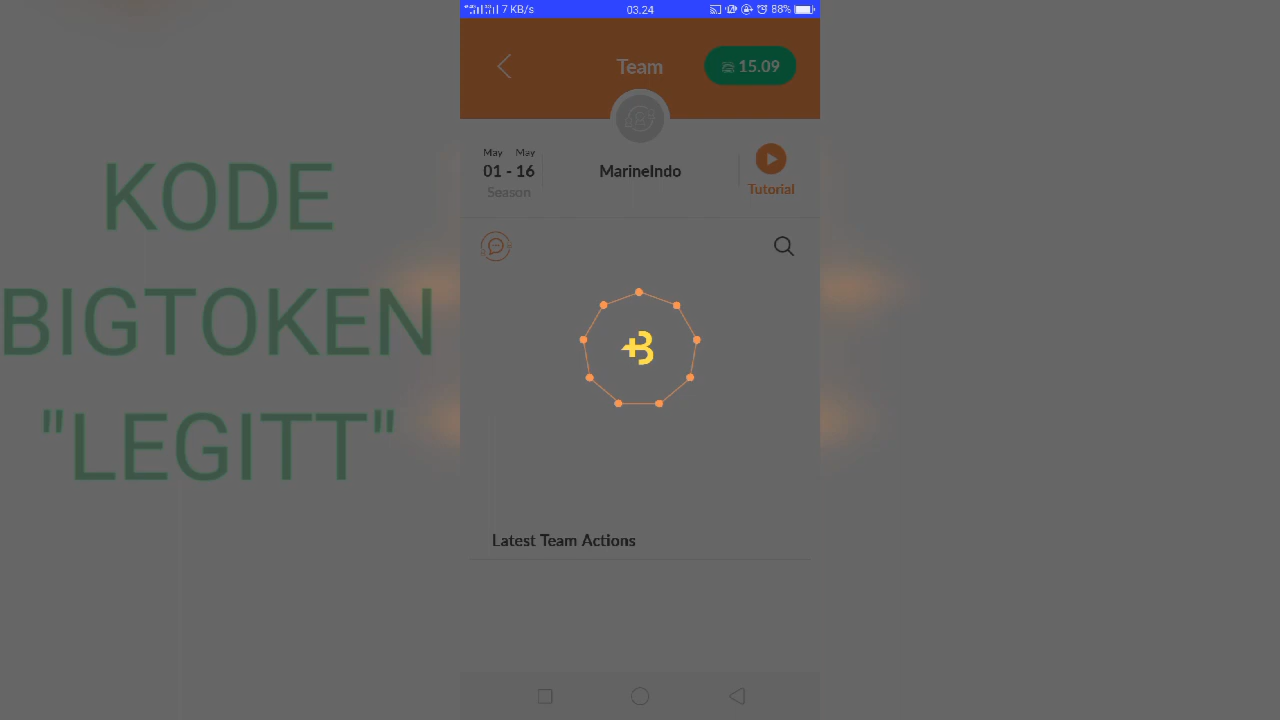 7 KB/s
03.24
88%
Team
15.09
May May
01 - 16
Season
MarineIndo
Tutorial
KODE
BIGTOKEN
"LEGITT"
Latest Team Actions